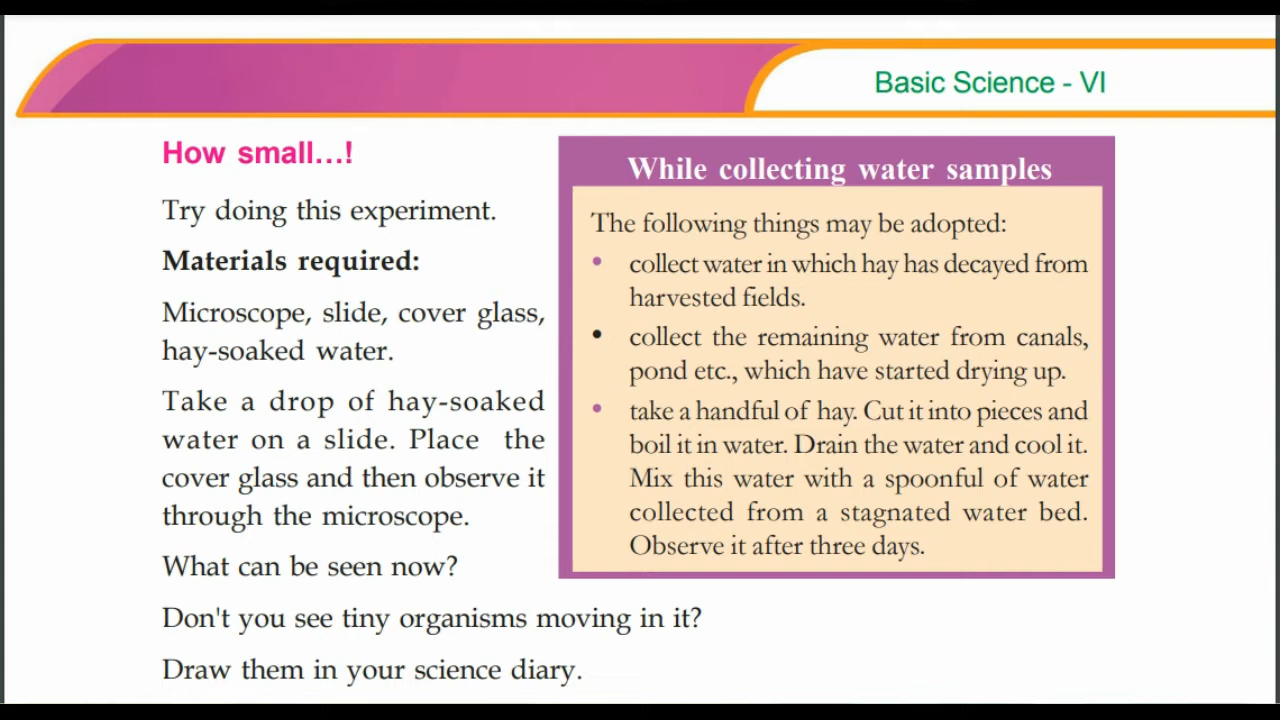 Basic Science - VI
How small...!
Try doing this experiment.
Materials required:
Microscope, slide, cover glass,
hay-soaked water.
Take a drop of hay-soaked
water on a slide. Place the
cover glass and then observe it
through the microscope.
What can be seen now?
Don't you see tiny organisms moving in it?
Draw them in your science diary.
While collecting water samples
The following things may be adopted:
• collect water in which hay has decayed from
harvested fields.
• collect the remaining water from canals,
pond etc., which have started drying up.
• take a handful of hay. Cut it into pieces and
boil it in water. Drain the water and cool it.
Mix this water with a spoonful of water
collected from a stagnated water bed.
Observe it after three days.